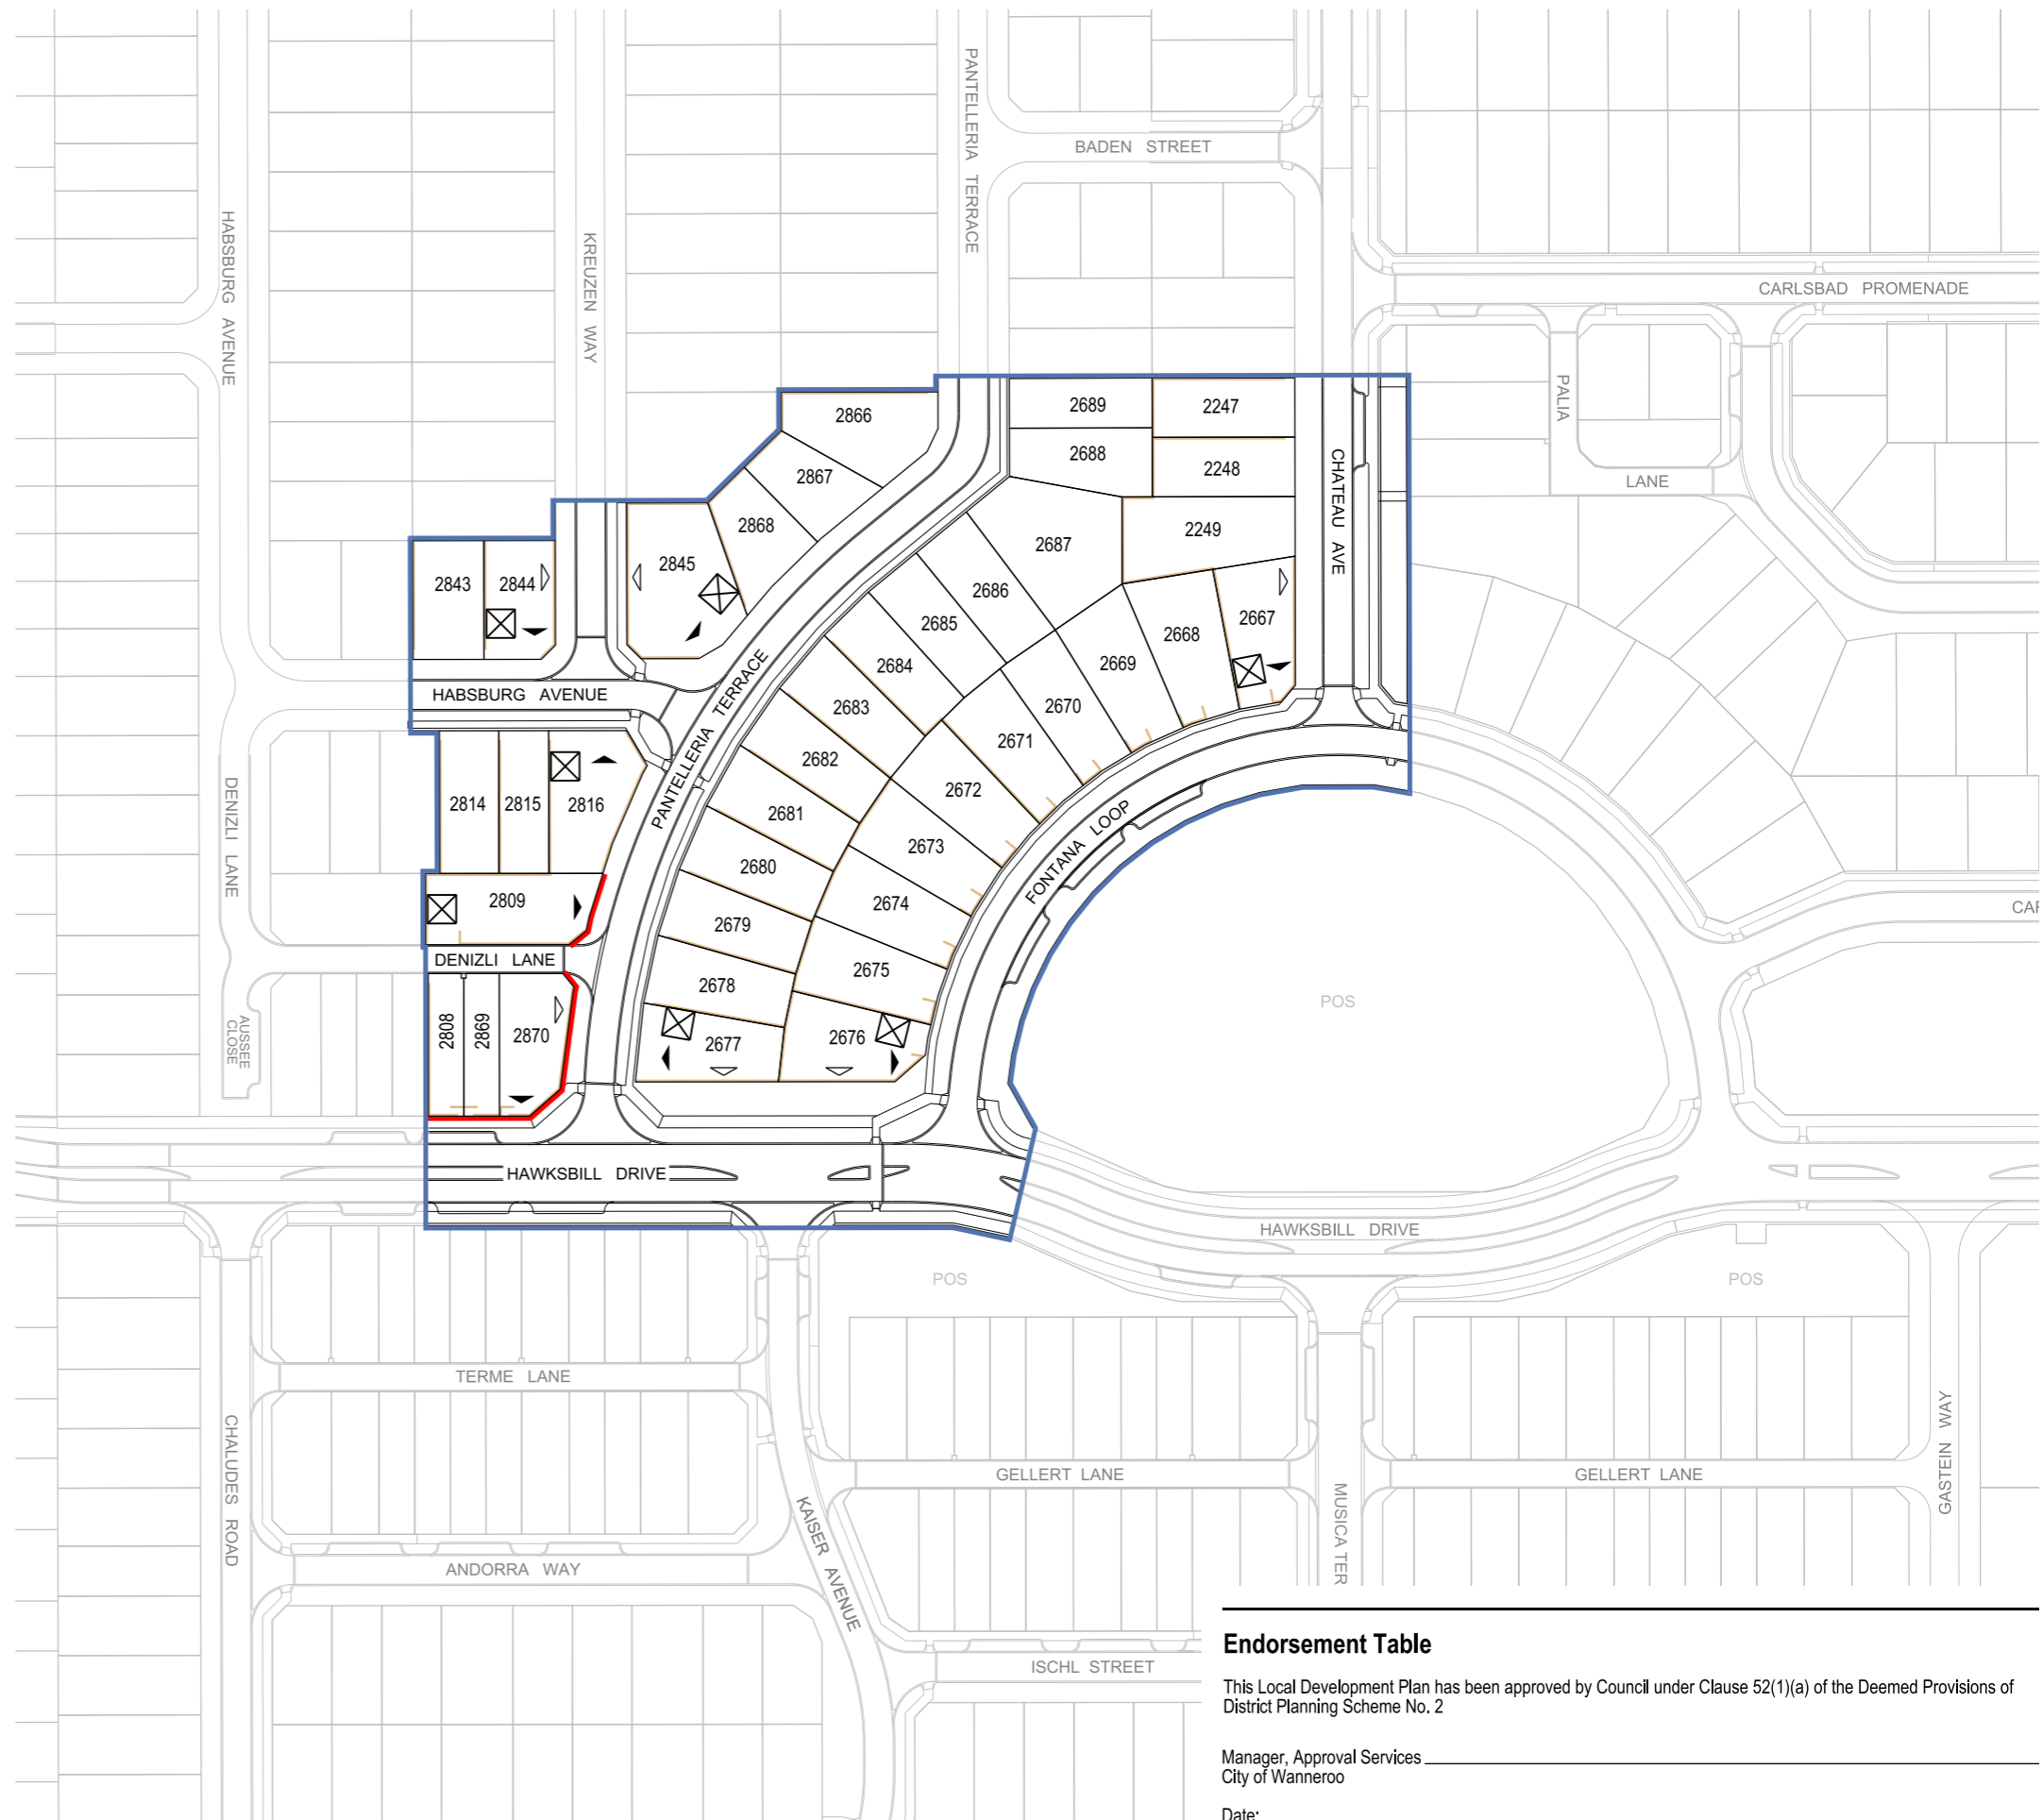 PANTELLERIA TERRACE
BADEN STREET
HABSBURG AVENUE
KREUZEN WAY
CARLSBAD PROMENADE
PALIA
LANE
2866
2689
2247
2867
2688
2248
CHATEAU AVE
2868
2249
2845
2687
2843
2844
2686
2667
2685
2668
2684
2669
HABSBURG AVENUE
2683
2670
PANTELLERIA TERRACE
2671
2682
2672
2814
2815
2816
2681
2673
FONTANA LOOP
DENIZLI LANE
2680
2674
2809
CAR
2679
DENIZLI LANE
2675
2678
POS
AUSSEE
CLOSE
2808
2869
2870
2677
2676
HAWKSBILL DRIVE
HAWKSBILL DRIVE
POS
POS
TERME LANE
CHALUDES ROAD
GELLERT LANE
GELLERT LANE
GASTEIN WAY
KAISER AVENUE
MUSICA TER
ANDORRA WAY
ISCHL STREET
Endorsement Table
This Local Development Plan has been approved by Council under Clause 52(1)(a) of the Deemed Provisions of
District Planning Scheme No. 2
Manager, Approval Services
City of Wanneroo
Date: